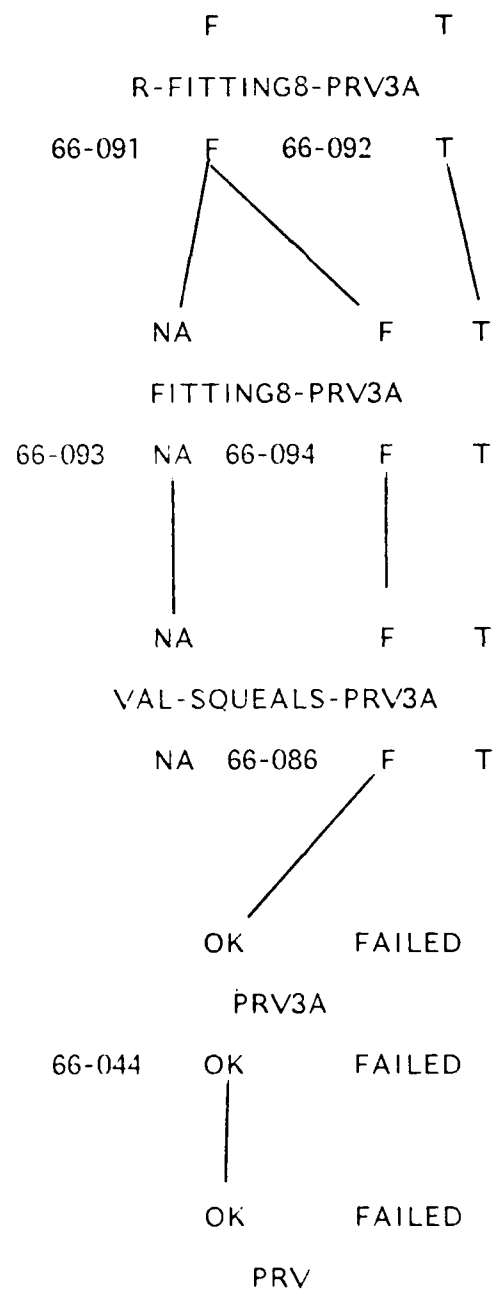 F T
R-FITTING8-PRV3A
66-091 F 66-092 T
NA F T
FITTING8-PRV3A
66-093 NA 66-094 F T
NA F T
VAL-SQUEALS-PRV3A
NA 66-086 F T
OK FAILED
PRV3A
66-044 OK FAILED
OK FAILED
PRV